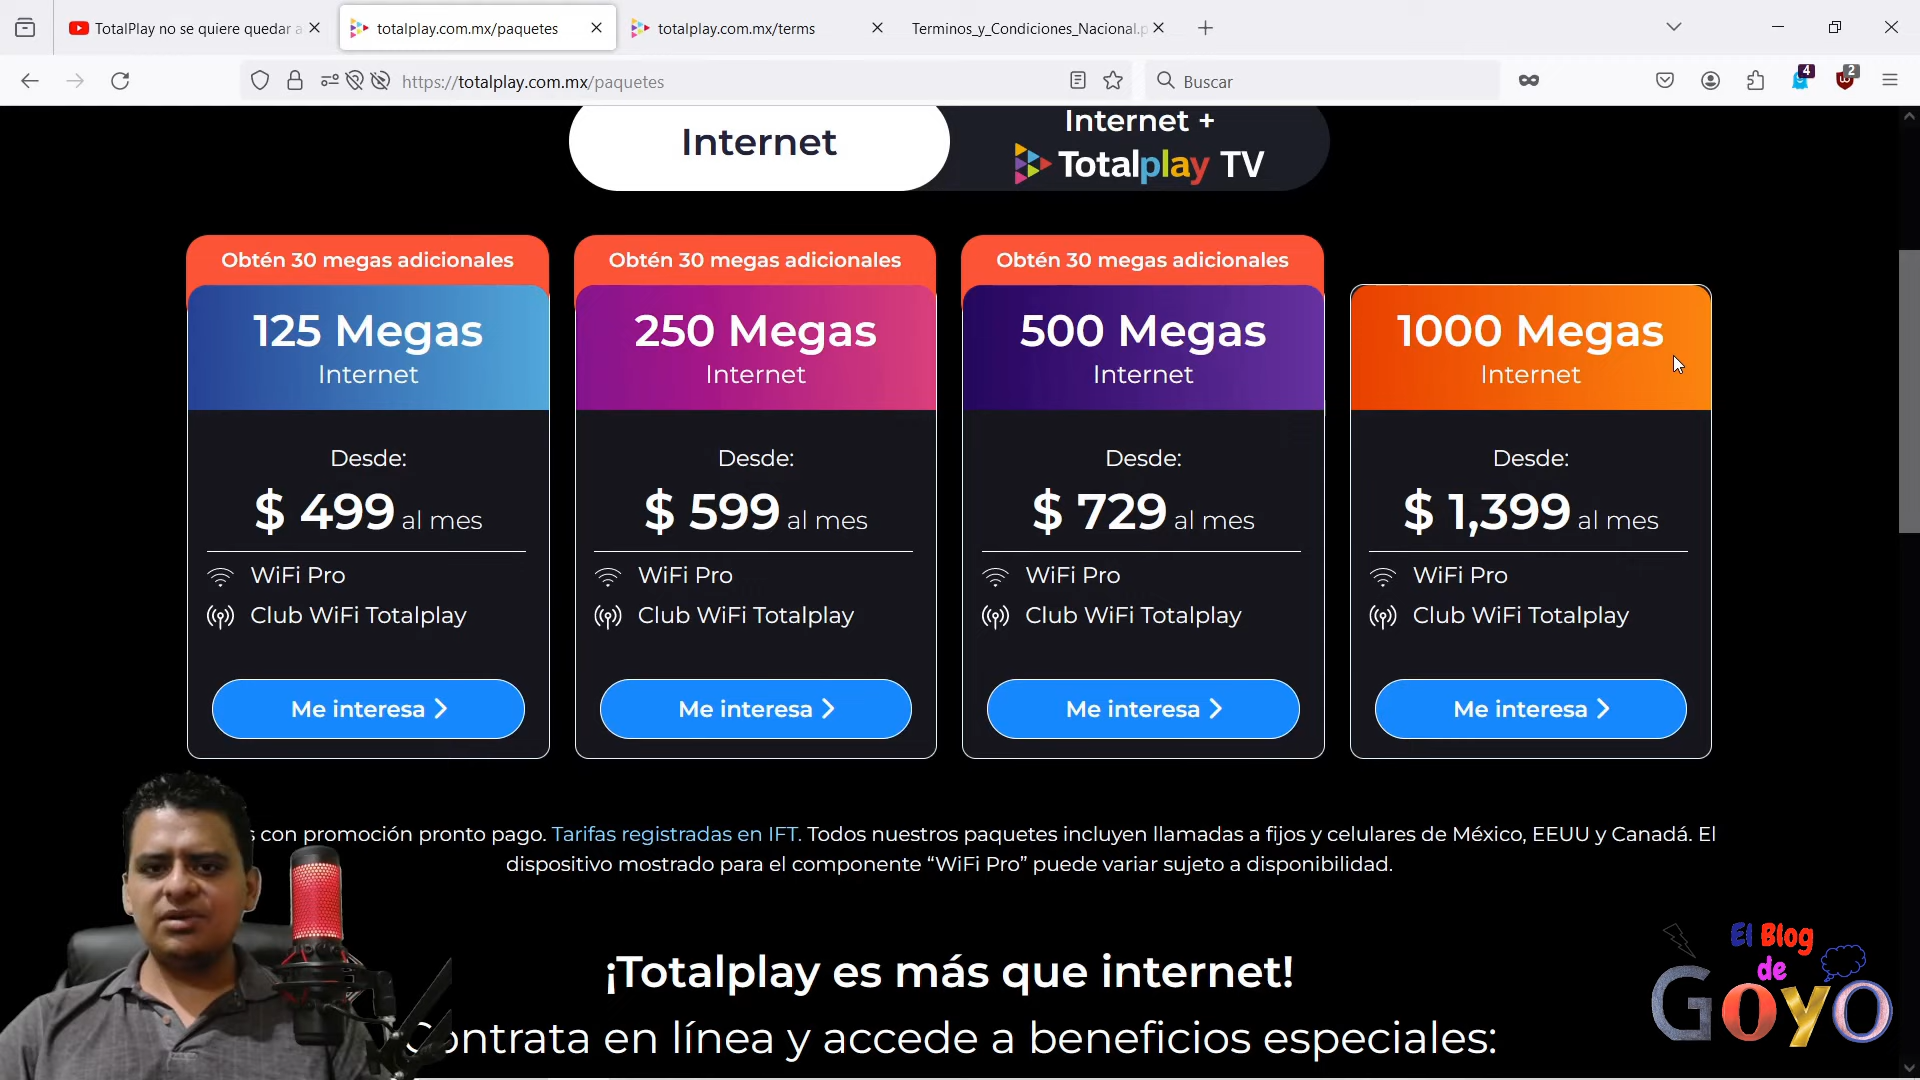 TotalPlay no se quiere quedar a
totalplay.com.mx/paquetes
totalplay.com.mx/terms
Terminos_y_Condiciones_Nacional.p
https://totalplay.com.mx/paquetes
Buscar
4
2
Internet
Internet +
Totalplay TV
Obtén 30 megas adicionales
125 Megas
Internet
Desde:
$ 499 al mes
WiFi Pro
Club WiFi Totalplay
Me interesa
Obtén 30 megas adicionales
250 Megas
Internet
Desde:
$ 599 al mes
WiFi Pro
Club WiFi Totalplay
Me interesa
Obtén 30 megas adicionales
500 Megas
Internet
Desde:
$ 729 al mes
WiFi Pro
Club WiFi Totalplay
Me interesa
1000 Megas
Internet
Desde:
$ 1,399 al mes
WiFi Pro
Club WiFi Totalplay
Me interesa
con promoción pronto pago. Tarifas registradas en IFT. Todos nuestros paquetes incluyen llamadas a fijos y celulares de México, EEUU y Canadá. El
dispositivo mostrado para el componente “WiFi Pro” puede variar sujeto a disponibilidad.
¡Totalplay es más que internet!
Contrata en línea y accede a beneficios especiales:
El Blog
de
Goyo